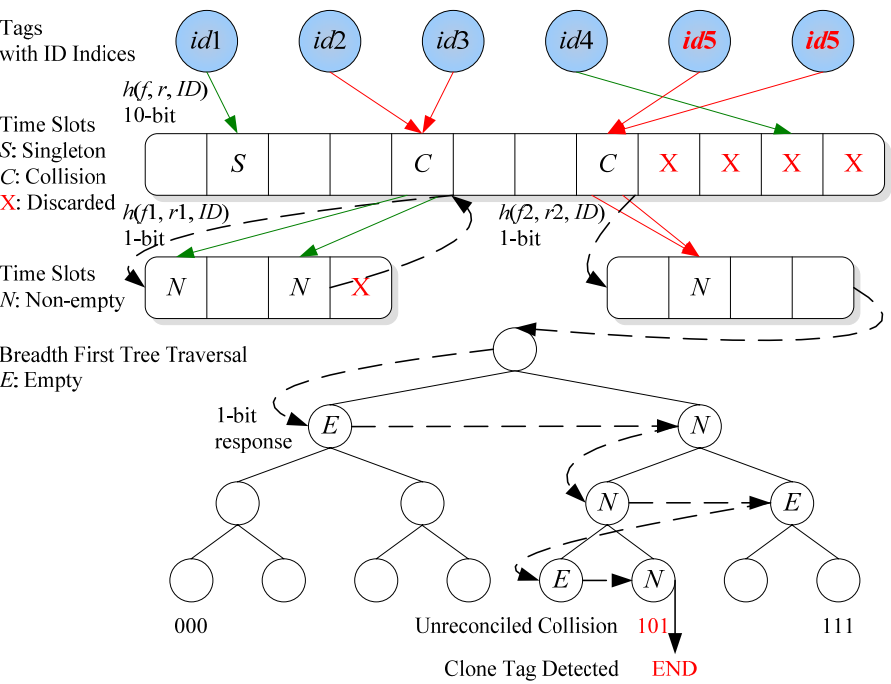 Tags
with ID Indices
id1 id2 id3 id4 id5 id5
h(f, r, ID)
10-bit
Time Slots
S: Singleton
C: Collision
X: Discarded
S C C X X X X
h(f1, r1, ID)
1-bit
h(f2, r2, ID)
1-bit
Time Slots
N: Non-empty
N N X N
Breadth First Tree Traversal
E: Empty
1-bit
response
E N
N E
E N
000 Unreconciled Collision 101 111
Clone Tag Detected END